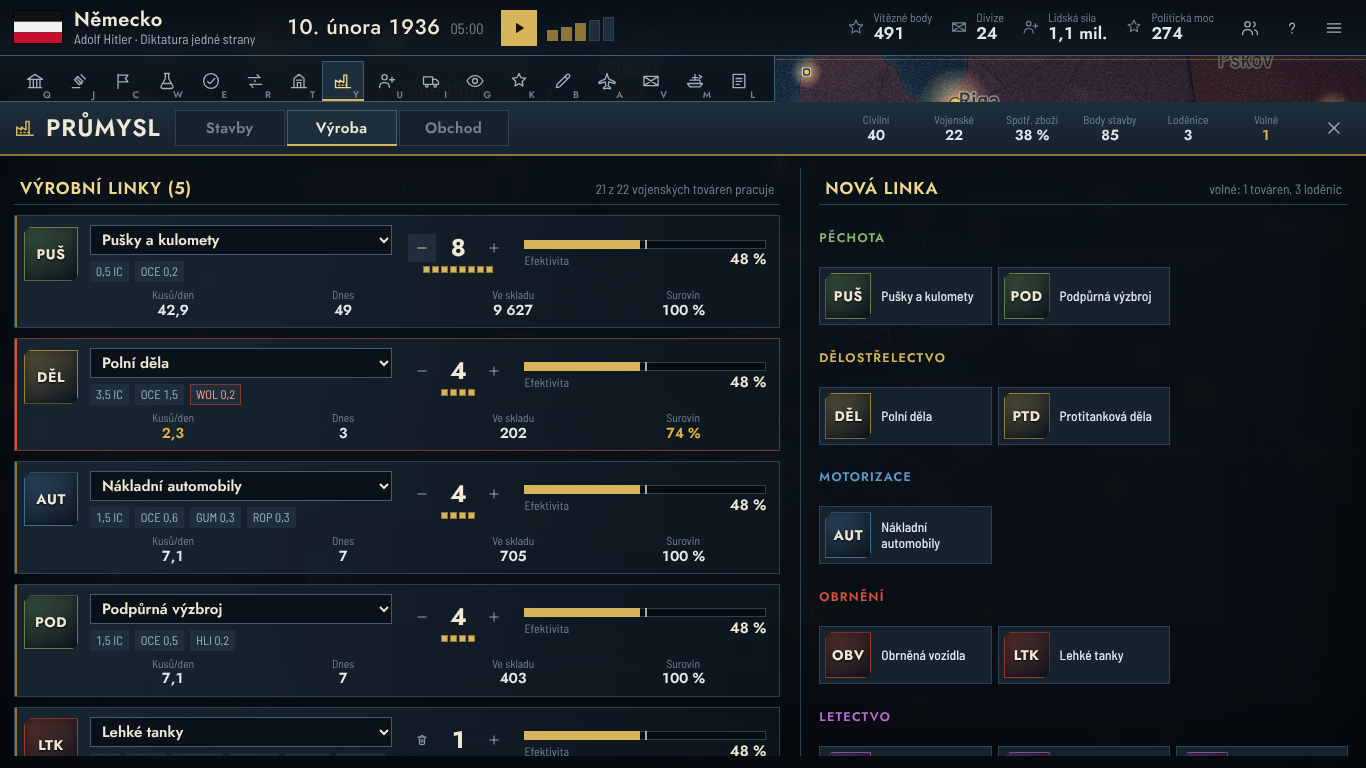 Německo
Adolf Hitler · Diktatura jedné strany
10. února 1936 05:00
Vítězné body
491
Divize
24
Lidská síla
1,1 mil.
Politická moc
274
?
Q J C W E R T Y U I G K B A V M L
Pskov
Riga
PRŮMYSL
Stavby
Výroba
Obchod
Civilní
40
Vojenské
22
Spotř. zboží
38 %
Body stavby
85
Loděnice
3
Volné
1
VÝROBNÍ LINKY (5)
21 z 22 vojenských továren pracuje
PUŠ
Pušky a kulomety
− 8 +
0,5 IC
OCE 0,2
Efektivita
48 %
Kusů/den
42,9
Dnes
49
Ve skladu
9 627
Surovin
100 %
DĚL
Polní děla
− 4 +
3,5 IC
OCE 1,5
WOL 0,2
Efektivita
48 %
Kusů/den
2,3
Dnes
3
Ve skladu
202
Surovin
74 %
AUT
Nákladní automobily
− 4 +
1,5 IC
OCE 0,6
GUM 0,3
ROP 0,3
Efektivita
48 %
Kusů/den
7,1
Dnes
7
Ve skladu
705
Surovin
100 %
POD
Podpůrná výzbroj
− 4 +
1,5 IC
OCE 0,5
HLI 0,2
Efektivita
48 %
Kusů/den
7,1
Dnes
7
Ve skladu
403
Surovin
100 %
LTK
Lehké tanky
1 +
Efektivita
48 %
NOVÁ LINKA
volné: 1 továren, 3 loděnic
PĚCHOTA
PUŠ
Pušky a kulomety
POD
Podpůrná výzbroj
DĚLOSTŘELECTVO
DĚL
Polní děla
PTD
Protitanková děla
MOTORIZACE
AUT
Nákladní
automobily
OBRNĚNÍ
OBV
Obrněná vozidla
LTK
Lehké tanky
LETECTVO